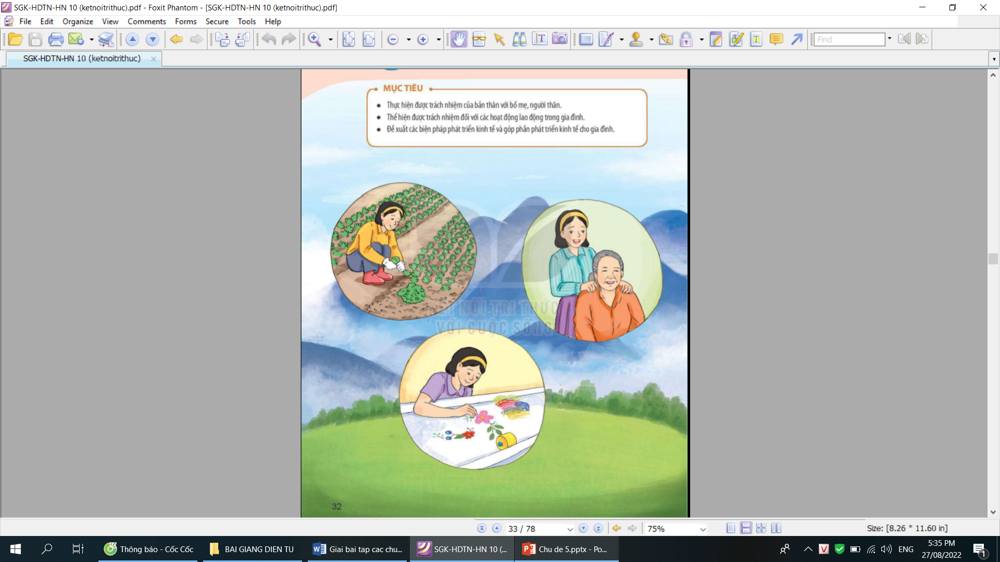 SGK-HDTN-HN 10 (ketnoitrithuc).pdf - Foxit Phantom - [SGK-HDTN-HN 10 (ketnoitrithuc).pdf]
File Edit Organize View Comments Forms Secure Tools Help
Find
SGK-HDTN-HN 10 (ketnoitrithuc)
MỤC TIÊU
Thực hiện được trách nhiệm của bản thân với bố mẹ, người thân.
Thể hiện được trách nhiệm đối với các hoạt động lao động trong gia đình.
Đề xuất các biện pháp phát triển kinh tế và góp phần phát triển kinh tế cho gia đình.
KẾT NỐI TRI THỨC
VỚI CUỘC SỐNG
32
33 / 78
75%
Size: [8.26 * 11.60 in]
Thông báo - Cốc Cốc
BAI GIANG DIEN TU
Giai bai tap cac chu...
SGK-HDTN-HN 10 (...
Chu de 5.pptx - Po...
ENG
5:35 PM
27/08/2022
1